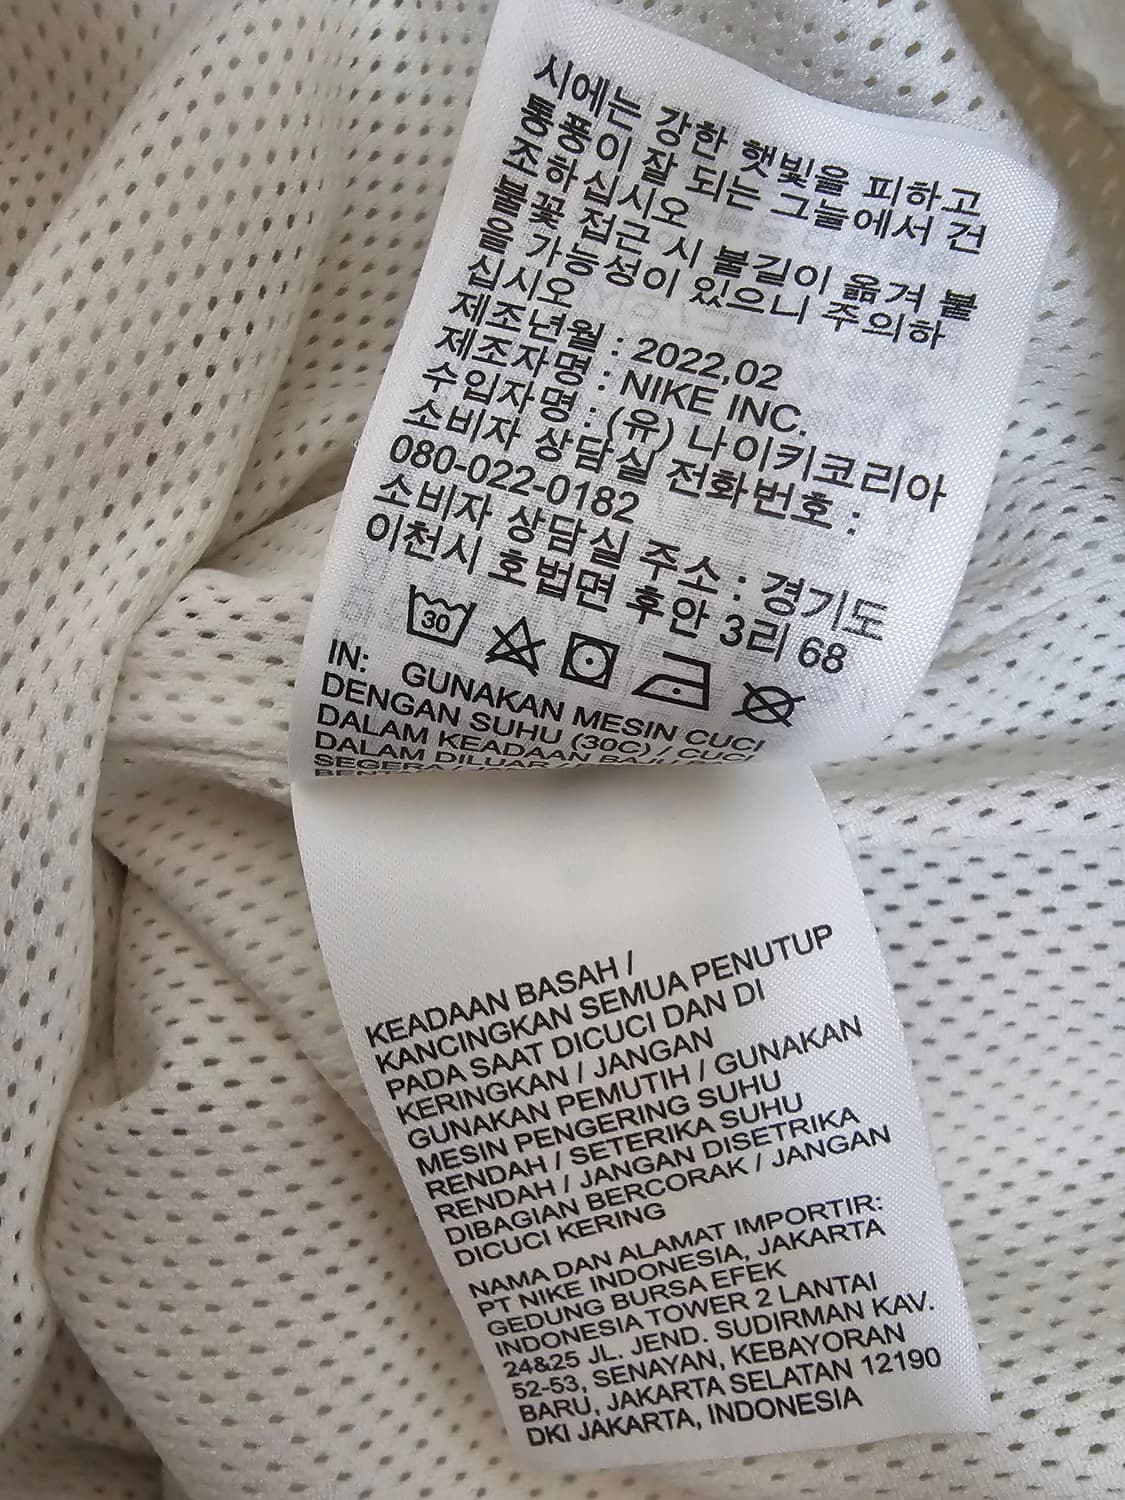 시에는 강한 햇빛을 피하고
통풍이 잘 되는 그늘에서 건
조하십시오
불꽃 접근 시 불길이 옮겨 붙
을 가능성이 있으니 주의하
십시오
제조년월 : 2022,02
제조자명 : NIKE INC.
수입자명 : (유) 나이키코리아
소비자 상담실 전화번호 :
080-022-0182
소비자 상담실 주소 : 경기도
이천시 호법면 후안 3리 68
30
IN: GUNAKAN MESIN CUCI
DENGAN SUHU (30C) / CUCI
DALAM KEADAAN
DALAM DILUAR /
SEGERA /
KEADAAN BASAH /
KANCINGKAN SEMUA PENUTUP
PADA SAAT DICUCI DAN DI
KERINGKAN / JANGAN
GUNAKAN PEMUTIH / GUNAKAN
MESIN PENGERING SUHU
RENDAH / SETERIKA SUHU
RENDAH / JANGAN DISETRIKA
DIBAGIAN BERCORAK / JANGAN
DICUCI KERING
NAMA DAN ALAMAT IMPORTIR:
PT NIKE INDONESIA, JAKARTA
GEDUNG BURSA EFEK
INDONESIA TOWER 2 LANTAI
24&25 JL. JEND. SUDIRMAN KAV.
52-53, SENAYAN, KEBAYORAN
BARU, JAKARTA SELATAN 12190
DKI JAKARTA, INDONESIA